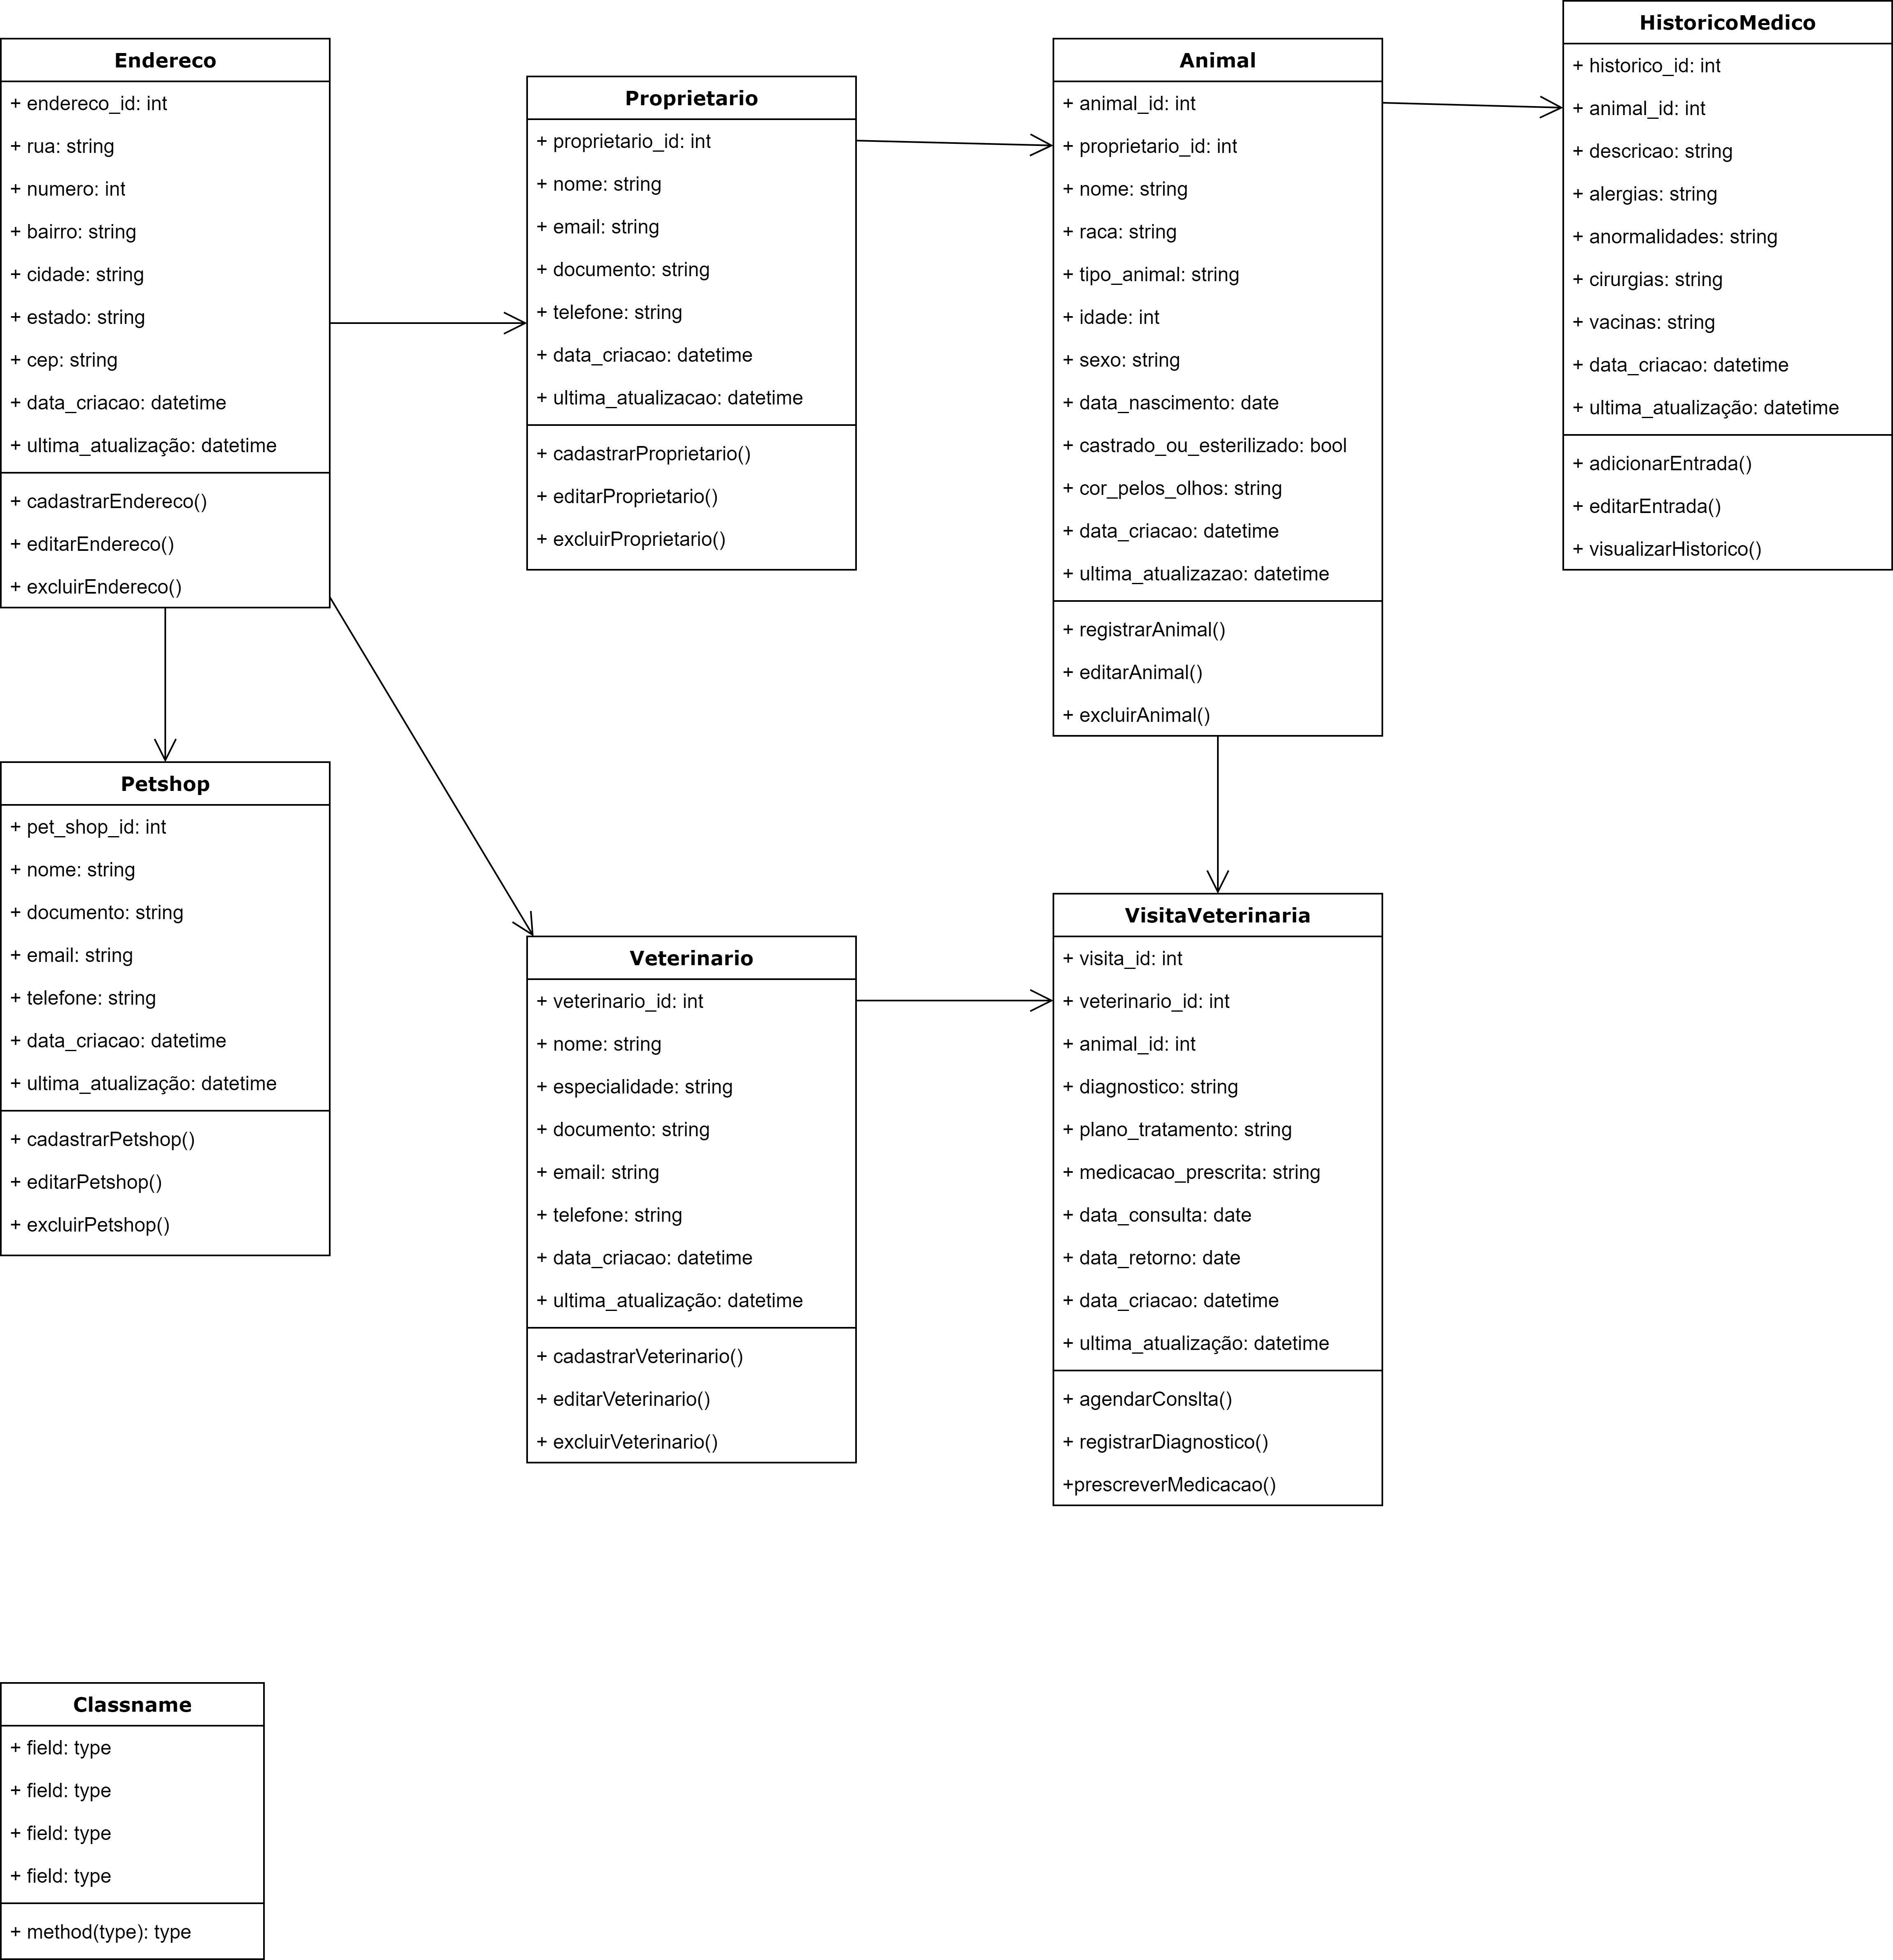 Endereco
+ endereco_id: int
+ rua: string
+ numero: int
+ bairro: string
+ cidade: string
+ estado: string
+ cep: string
+ data_criacao: datetime
+ ultima_atualização: datetime
+ cadastrarEndereco()
+ editarEndereco()
+ excluirEndereco()
Proprietario
+ proprietario_id: int
+ nome: string
+ email: string
+ documento: string
+ telefone: string
+ data_criacao: datetime
+ ultima_atualizacao: datetime
+ cadastrarProprietario()
+ editarProprietario()
+ excluirProprietario()
Animal
+ animal_id: int
+ proprietario_id: int
+ nome: string
+ raca: string
+ tipo_animal: string
+ idade: int
+ sexo: string
+ data_nascimento: date
+ castrado_ou_esterilizado: bool
+ cor_pelos_olhos: string
+ data_criacao: datetime
+ ultima_atualizazao: datetime
+ registrarAnimal()
+ editarAnimal()
+ excluirAnimal()
HistoricoMedico
+ historico_id: int
+ animal_id: int
+ descricao: string
+ alergias: string
+ anormalidades: string
+ cirurgias: string
+ vacinas: string
+ data_criacao: datetime
+ ultima_atualização: datetime
+ adicionarEntrada()
+ editarEntrada()
+ visualizarHistorico()
Petshop
+ pet_shop_id: int
+ nome: string
+ documento: string
+ email: string
+ telefone: string
+ data_criacao: datetime
+ ultima_atualização: datetime
+ cadastrarPetshop()
+ editarPetshop()
+ excluirPetshop()
Veterinario
+ veterinario_id: int
+ nome: string
+ especialidade: string
+ documento: string
+ email: string
+ telefone: string
+ data_criacao: datetime
+ ultima_atualização: datetime
+ cadastrarVeterinario()
+ editarVeterinario()
+ excluirVeterinario()
VisitaVeterinaria
+ visita_id: int
+ veterinario_id: int
+ animal_id: int
+ diagnostico: string
+ plano_tratamento: string
+ medicacao_prescrita: string
+ data_consulta: date
+ data_retorno: date
+ data_criacao: datetime
+ ultima_atualização: datetime
+ agendarConslta()
+ registrarDiagnostico()
+prescreverMedicacao()
Classname
+ field: type
+ field: type
+ field: type
+ field: type
+ method(type): type